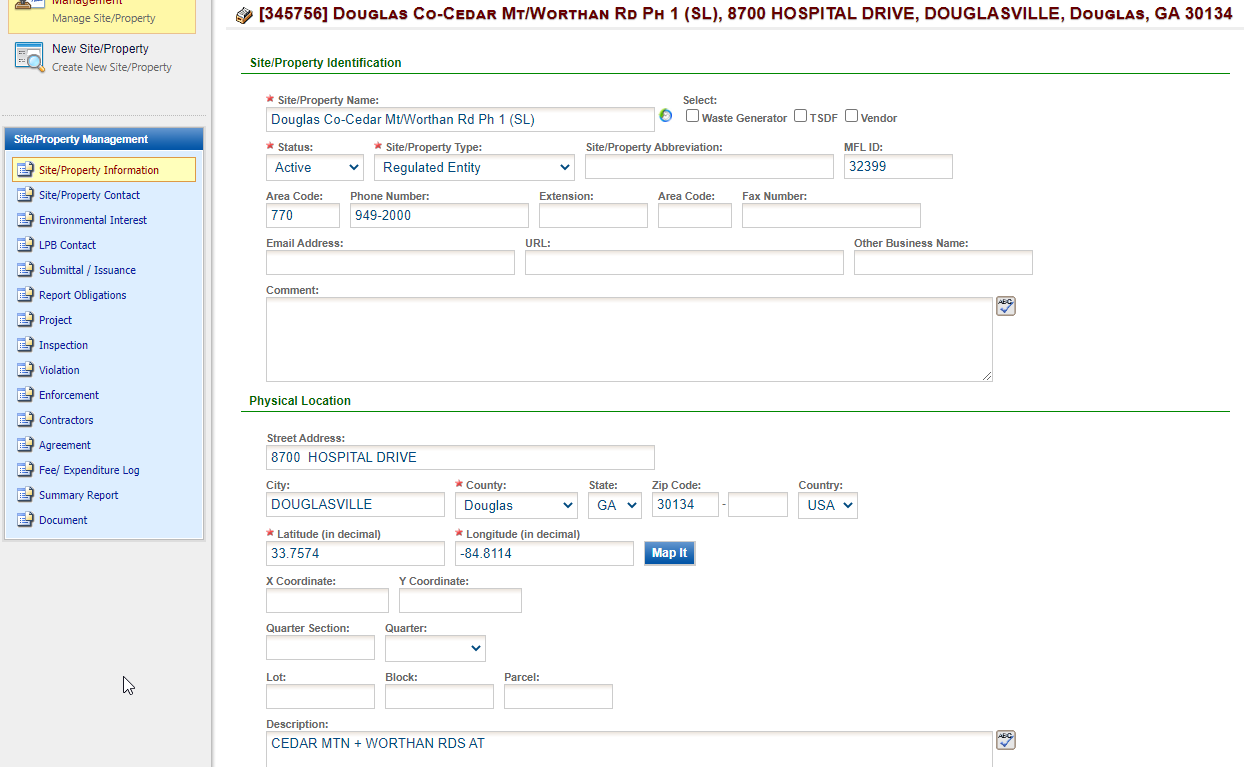 Management
Manage Site/Property
New Site/Property
Create New Site/Property
Site/Property Management
Site/Property Information
Site/Property Contact
Environmental Interest
LPB Contact
Submittal / Issuance
Report Obligations
Project
Inspection
Violation
Enforcement
Contractors
Agreement
Fee/ Expenditure Log
Summary Report
Document
[345756] Douglas Co-Cedar Mt/Worthan Rd Ph 1 (SL), 8700 HOSPITAL DRIVE, DOUGLASVILLE, Douglas, GA 30134
Site/Property Identification
* Site/Property Name: Select:
Douglas Co-Cedar Mt/Worthan Rd Ph 1 (SL) Waste Generator TSDF Vendor
* Status: * Site/Property Type: Site/Property Abbreviation: MFL ID:
Active Regulated Entity 32399
Area Code: Phone Number: Extension: Area Code: Fax Number:
770 949-2000
Email Address: URL: Other Business Name:
Comment:
ABC
Physical Location
Street Address:
8700  HOSPITAL DRIVE
City: * County: State: Zip Code: Country:
DOUGLASVILLE Douglas GA 30134 - USA
* Latitude (in decimal) * Longitude (in decimal)
33.7574 -84.8114 Map It
X Coordinate: Y Coordinate:
Quarter Section: Quarter:
Lot: Block: Parcel:
Description:
CEDAR MTN + WORTHAN RDS AT
ABC